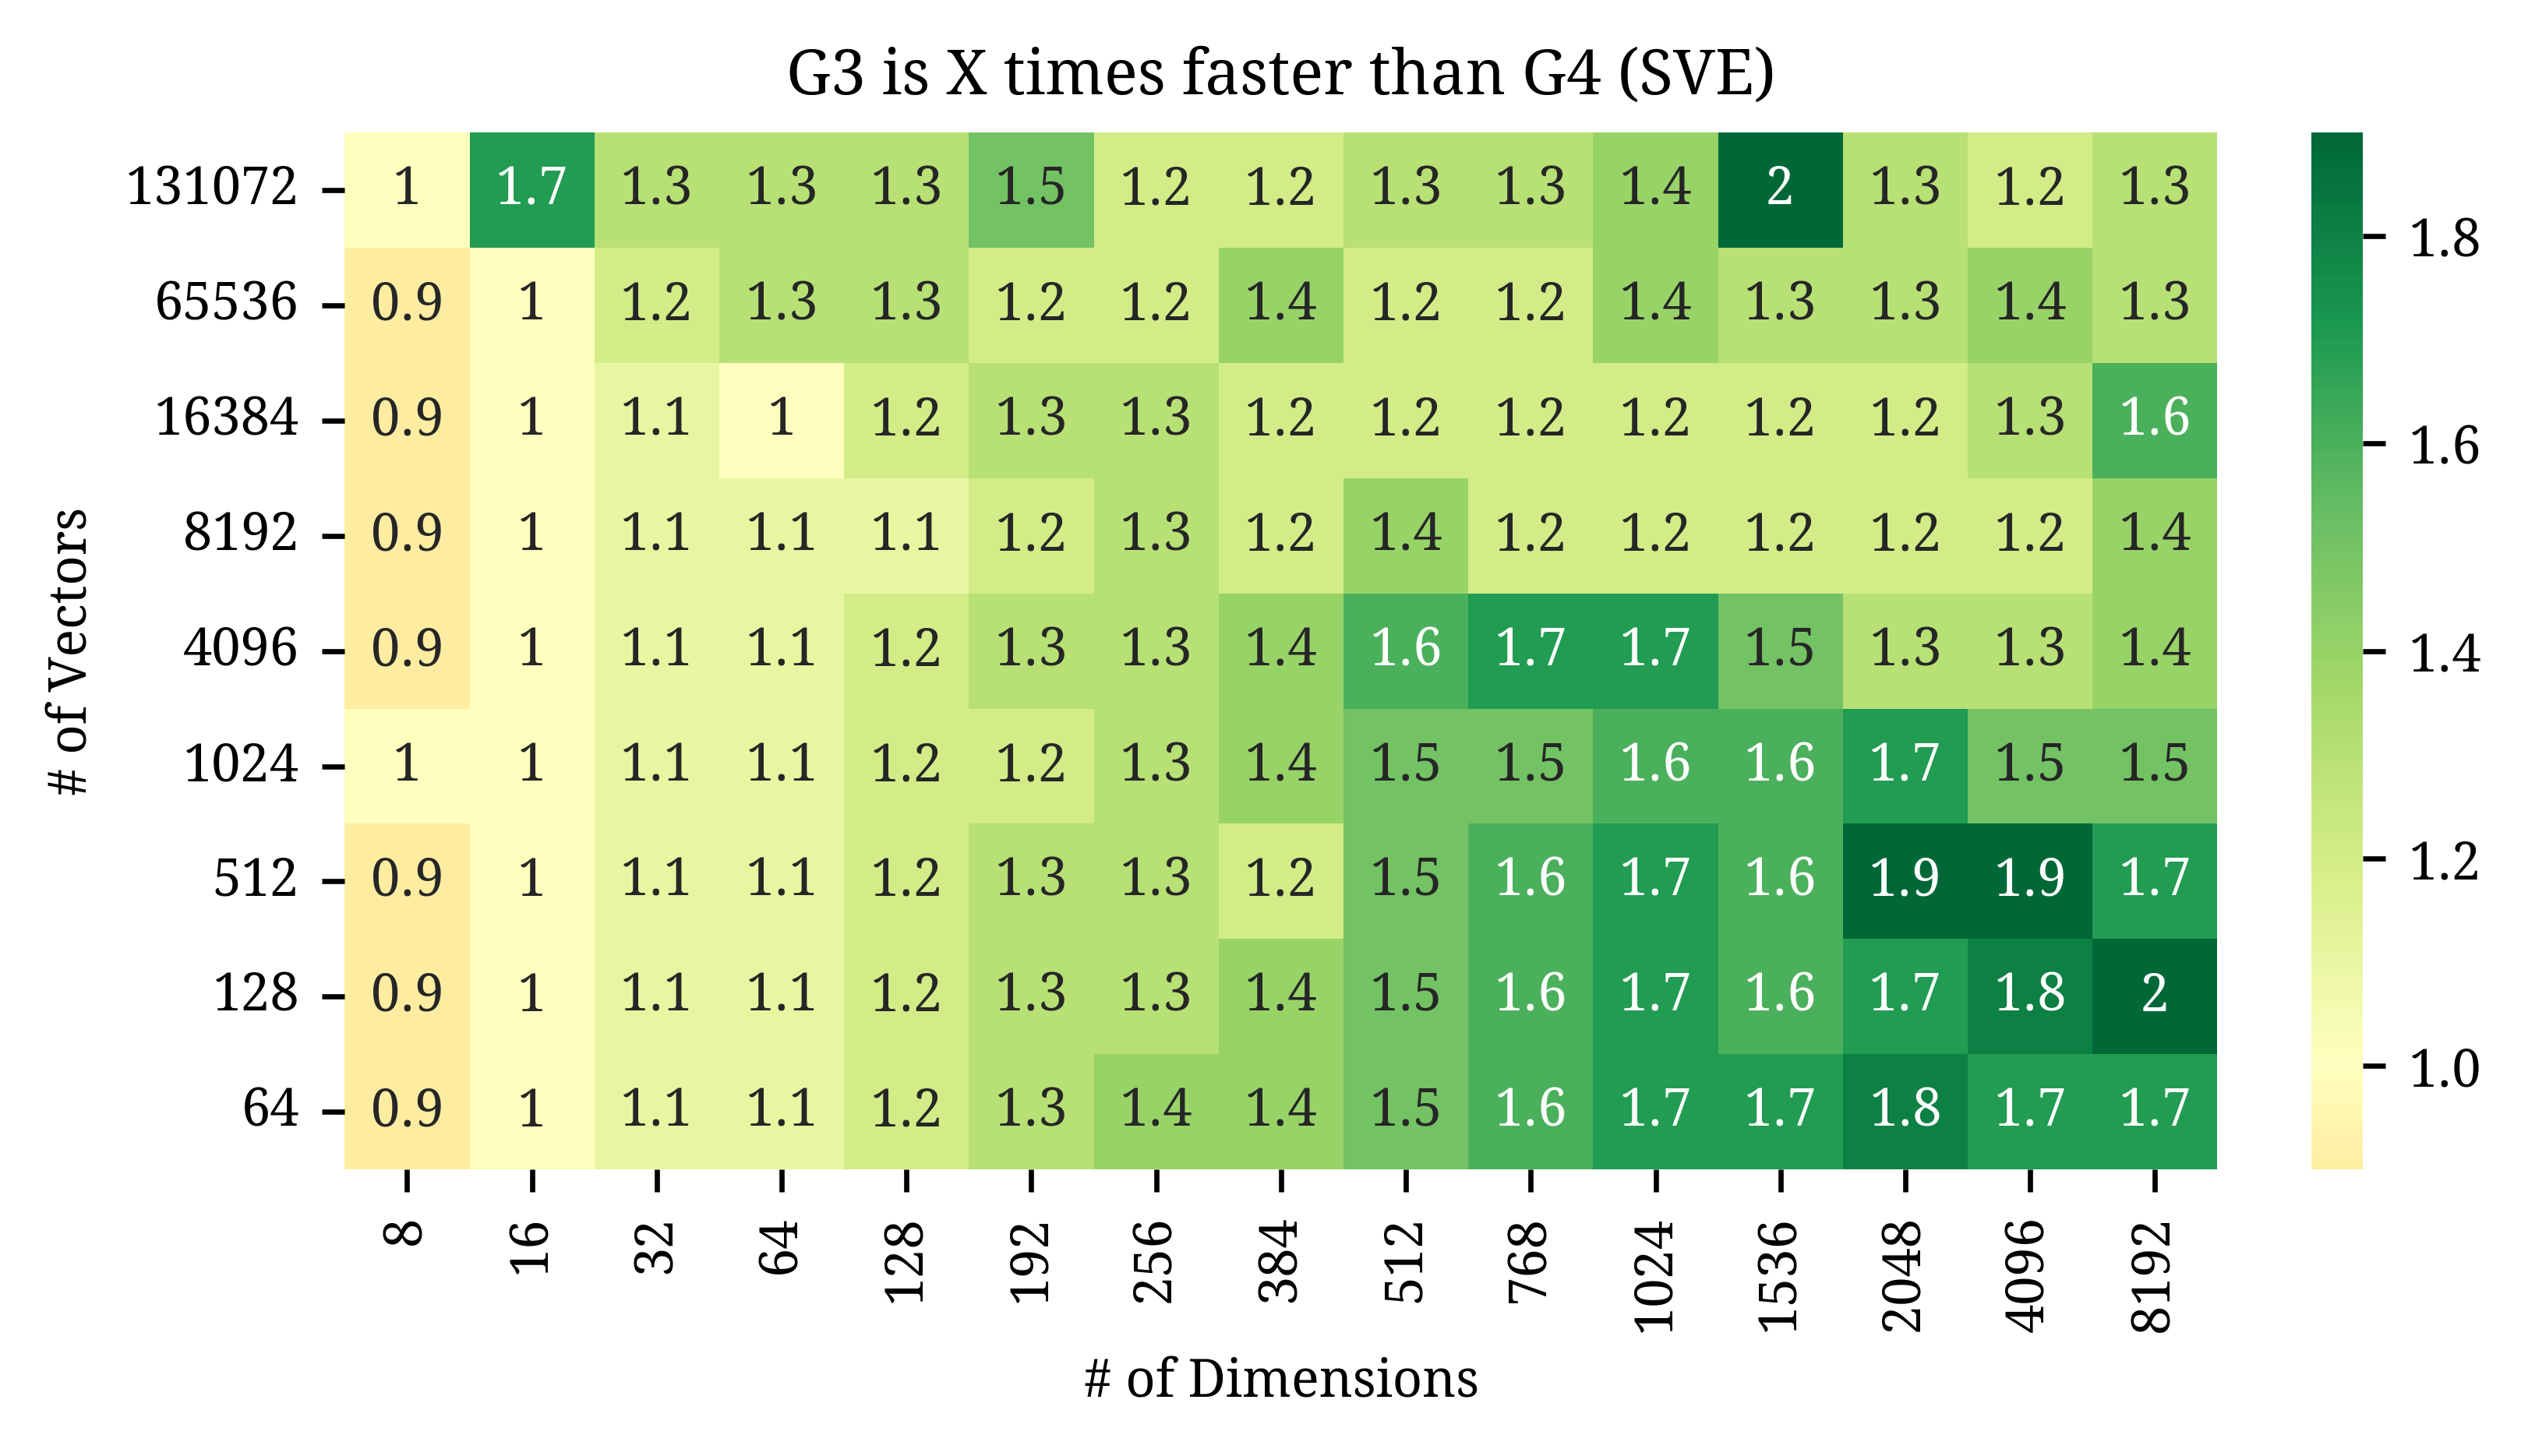 G3 is X times faster than G4 (SVE)
131072 1 1.7 1.3 1.3 1.3 1.5 1.2 1.2 1.3 1.3 1.4 2 1.3 1.2 1.3
65536 0.9 1 1.2 1.3 1.3 1.2 1.2 1.4 1.2 1.2 1.4 1.3 1.3 1.4 1.3
16384 0.9 1 1.1 1 1.2 1.3 1.3 1.2 1.2 1.2 1.2 1.2 1.2 1.3 1.6
8192 0.9 1 1.1 1.1 1.1 1.2 1.3 1.2 1.4 1.2 1.2 1.2 1.2 1.2 1.4
4096 0.9 1 1.1 1.1 1.2 1.3 1.3 1.4 1.6 1.7 1.7 1.5 1.3 1.3 1.4
1024 1 1 1.1 1.1 1.2 1.2 1.3 1.4 1.5 1.5 1.6 1.6 1.7 1.5 1.5
512 0.9 1 1.1 1.1 1.2 1.3 1.3 1.2 1.5 1.6 1.7 1.6 1.9 1.9 1.7
128 0.9 1 1.1 1.1 1.2 1.3 1.3 1.4 1.5 1.6 1.7 1.6 1.7 1.8 2
64 0.9 1 1.1 1.1 1.2 1.3 1.4 1.4 1.5 1.6 1.7 1.7 1.8 1.7 1.7
8 16 32 64 128 192 256 384 512 768 1024 1536 2048 4096 8192
# of Dimensions
# of Vectors
1.8
1.6
1.4
1.2
1.0